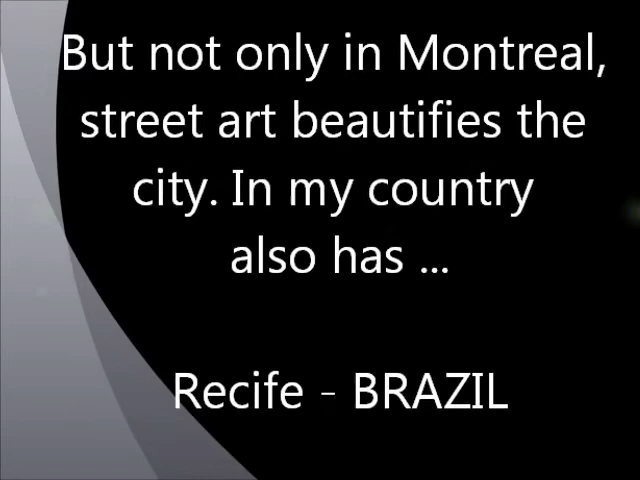 But not only in Montreal,
street art beautifies the
city. In my country
also has ...
Recife - BRAZIL